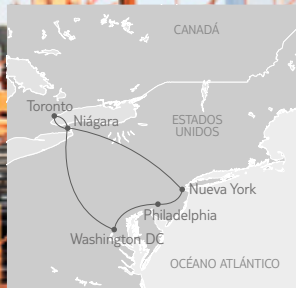 CANADÁ
Toronto
Niágara
ESTADOS
UNIDOS
Nueva York
Philadelphia
Washington DC
OCÉANO ATLÁNTICO